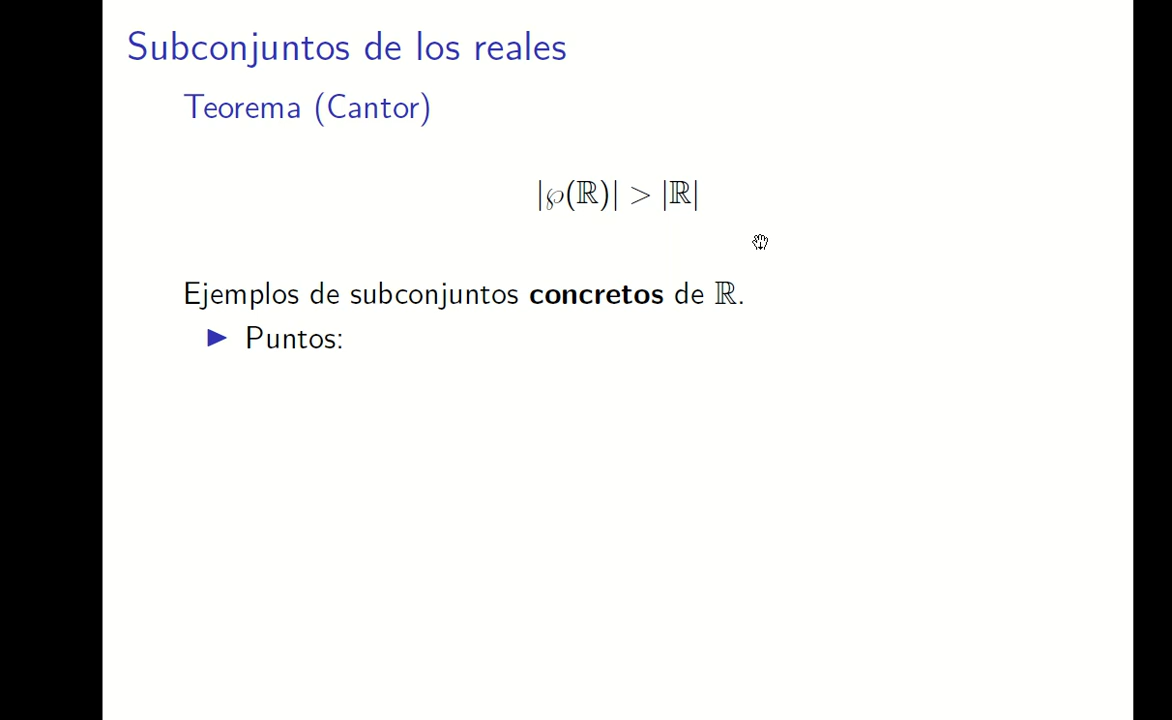 Subconjuntos de los reales
Teorema (Cantor)
|℘(ℝ)| > |ℝ|
Ejemplos de subconjuntos concretos de ℝ.
▶ Puntos: